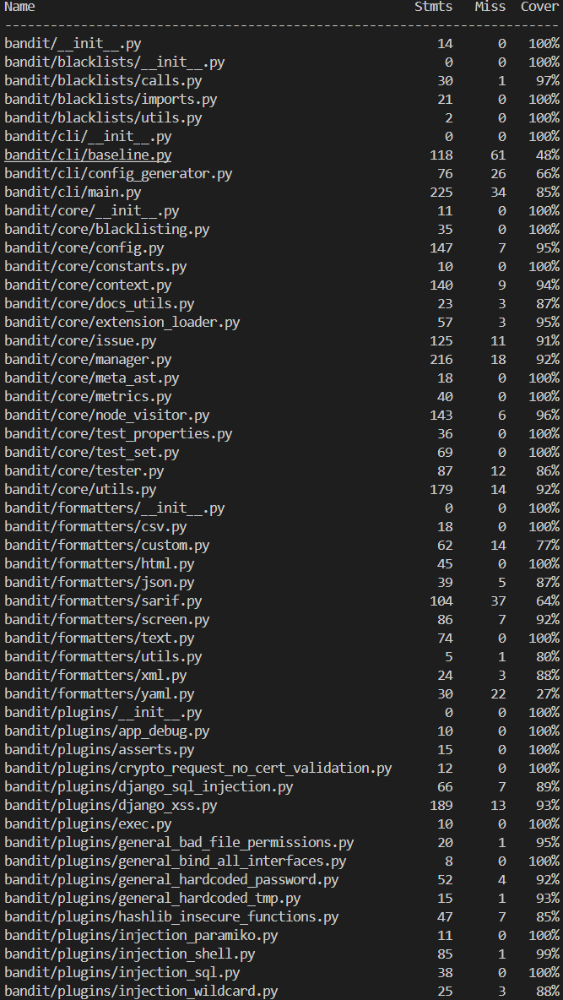 Name Stmts Miss Cover
-------------------------------------------------------------------------
bandit/__init__.py 14 0 100%
bandit/blacklists/__init__.py 0 0 100%
bandit/blacklists/calls.py 30 1 97%
bandit/blacklists/imports.py 21 0 100%
bandit/blacklists/utils.py 2 0 100%
bandit/cli/__init__.py 0 0 100%
bandit/cli/baseline.py 118 61 48%
bandit/cli/config_generator.py 76 26 66%
bandit/cli/main.py 225 34 85%
bandit/core/__init__.py 11 0 100%
bandit/core/blacklisting.py 35 0 100%
bandit/core/config.py 147 7 95%
bandit/core/constants.py 10 0 100%
bandit/core/context.py 140 9 94%
bandit/core/docs_utils.py 23 3 87%
bandit/core/extension_loader.py 57 3 95%
bandit/core/issue.py 125 11 91%
bandit/core/manager.py 216 18 92%
bandit/core/meta_ast.py 18 0 100%
bandit/core/metrics.py 40 0 100%
bandit/core/node_visitor.py 143 6 96%
bandit/core/test_properties.py 36 0 100%
bandit/core/test_set.py 69 0 100%
bandit/core/tester.py 87 12 86%
bandit/core/utils.py 179 14 92%
bandit/formatters/__init__.py 0 0 100%
bandit/formatters/csv.py 18 0 100%
bandit/formatters/custom.py 62 14 77%
bandit/formatters/html.py 45 0 100%
bandit/formatters/json.py 39 5 87%
bandit/formatters/sarif.py 104 37 64%
bandit/formatters/screen.py 86 7 92%
bandit/formatters/text.py 74 0 100%
bandit/formatters/utils.py 5 1 80%
bandit/formatters/xml.py 24 3 88%
bandit/formatters/yaml.py 30 22 27%
bandit/plugins/__init__.py 0 0 100%
bandit/plugins/app_debug.py 10 0 100%
bandit/plugins/asserts.py 15 0 100%
bandit/plugins/crypto_request_no_cert_validation.py 12 0 100%
bandit/plugins/django_sql_injection.py 66 7 89%
bandit/plugins/django_xss.py 189 13 93%
bandit/plugins/exec.py 10 0 100%
bandit/plugins/general_bad_file_permissions.py 20 1 95%
bandit/plugins/general_bind_all_interfaces.py 8 0 100%
bandit/plugins/general_hardcoded_password.py 52 4 92%
bandit/plugins/general_hardcoded_tmp.py 15 1 93%
bandit/plugins/hashlib_insecure_functions.py 47 7 85%
bandit/plugins/injection_paramiko.py 11 0 100%
bandit/plugins/injection_shell.py 85 1 99%
bandit/plugins/injection_sql.py 38 0 100%
bandit/plugins/injection_wildcard.py 25 3 88%